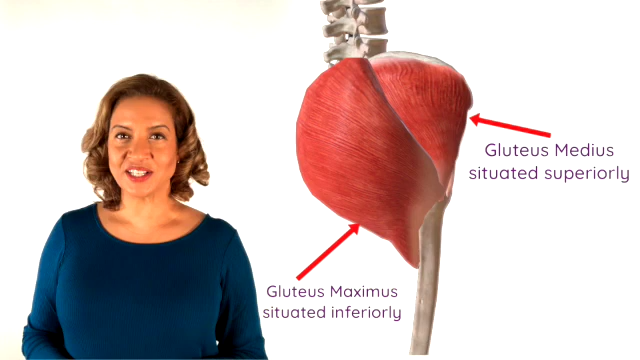 Gluteus Medius
situated superiorly
Gluteus Maximus
situated inferiorly